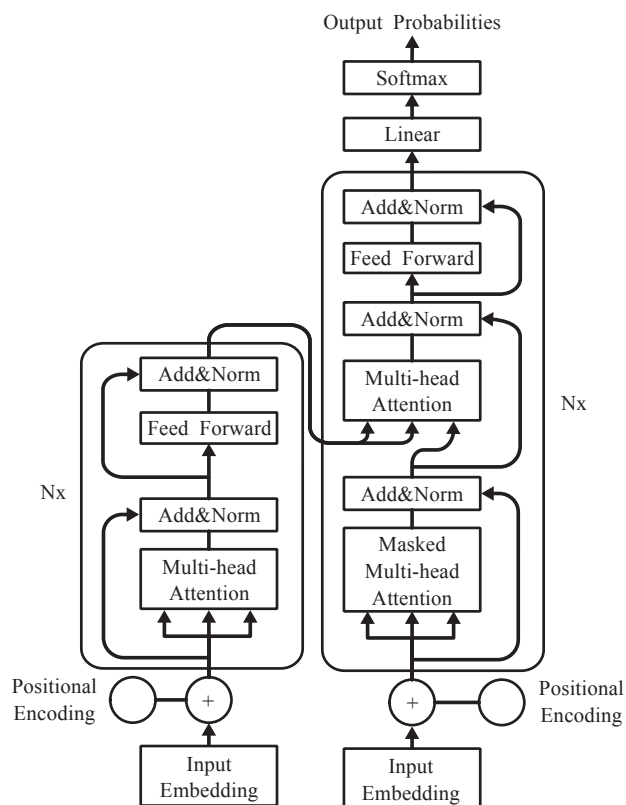 Output Probabilities
Softmax
Linear
Add&Norm
Feed Forward
Add&Norm
Multi-head
Attention
Nx
Add&Norm
Masked
Multi-head
Attention
Positional
Encoding
+
Input
Embedding
Add&Norm
Feed Forward
Nx
Add&Norm
Multi-head
Attention
Positional
Encoding
+
Input
Embedding